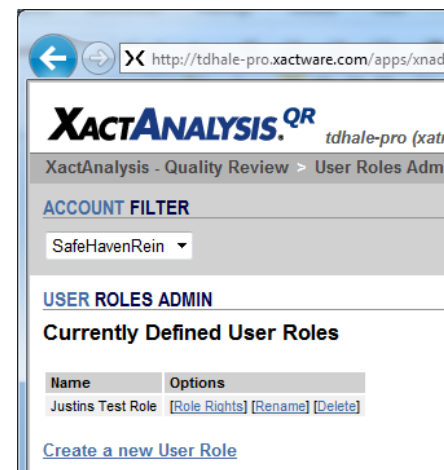 http://tdhale-pro.xactware.com/apps/xnad
XACTANALYSIS.QR tdhale-pro (xatr
XactAnalysis - Quality Review > User Roles Adm
ACCOUNT FILTER
SafeHavenRein
USER ROLES ADMIN
Currently Defined User Roles
Name Options
Justins Test Role [Role Rights] [Rename] [Delete]
Create a new User Role